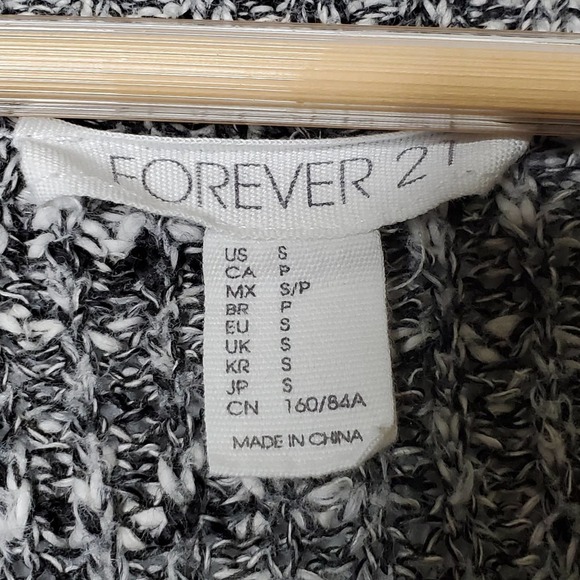 FOREVER 21
US S
CA P
MX S/P
BR P
EU S
UK S
KR S
JP S
CN 160/84A
MADE IN CHINA